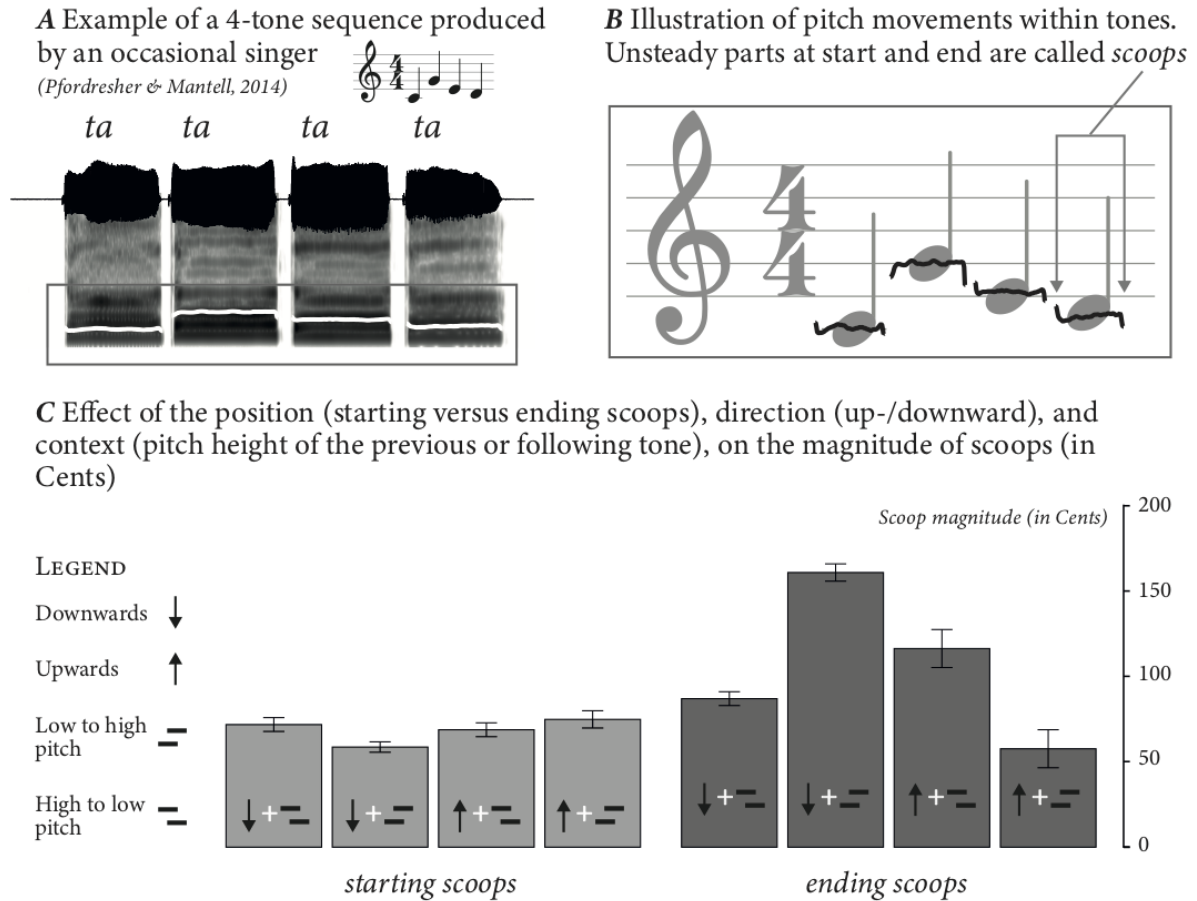 A Example of a 4-tone sequence produced
by an occasional singer
(Pfordresher & Mantell, 2014)
4
4
ta ta ta ta
B Illustration of pitch movements within tones.
Unsteady parts at start and end are called scoops
4
4
C Effect of the position (starting versus ending scoops), direction (up-/downward), and
context (pitch height of the previous or following tone), on the magnitude of scoops (in
Cents)
Scoop magnitude (in Cents)
200
150
100
50
0
LEGEND
Downwards
Upwards
Low to high
pitch
High to low
pitch
+ + + + + + + +
starting scoops
ending scoops